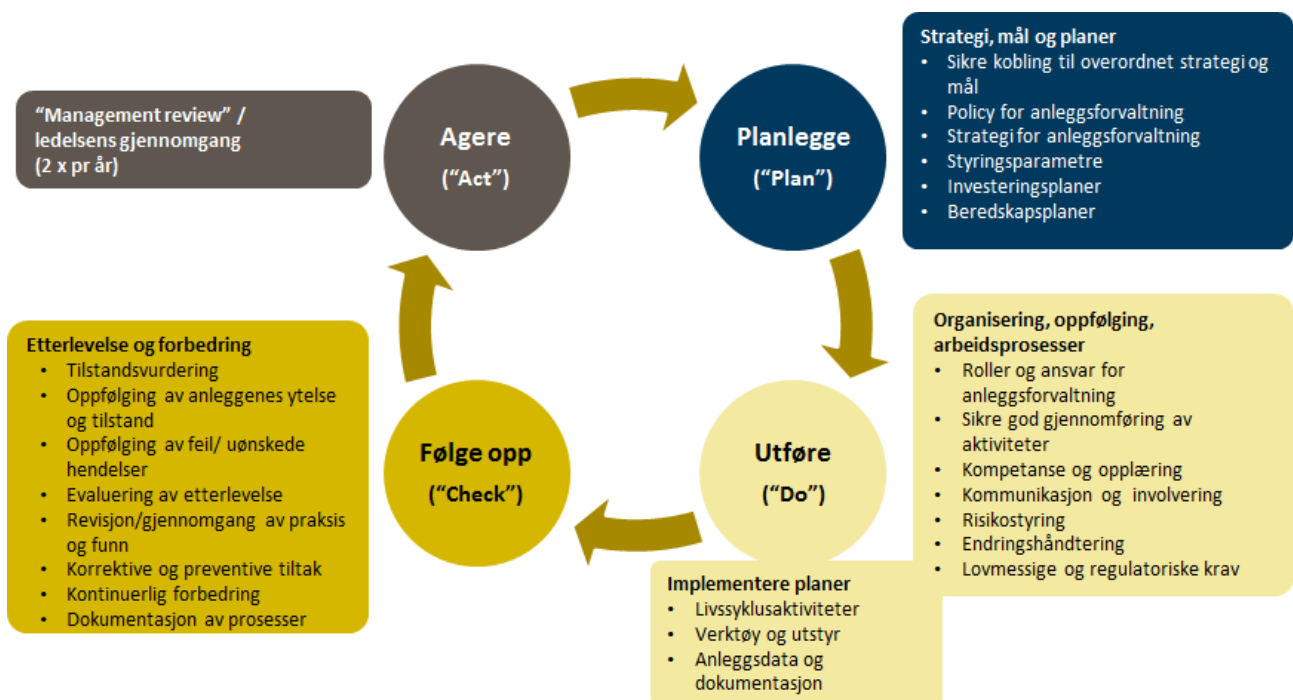 “Management review” /
ledelsens gjennomgang
(2 x pr år)
Agere
(“Act”)
Planlegge
(“Plan”)
Strategi, mål og planer
• Sikre kobling til overordnet strategi og
mål
• Policy for anleggsforvaltning
• Strategi for anleggsforvaltning
• Styringsparametre
• Investeringsplaner
• Beredskapsplaner
Organisering, oppfølging,
arbeidsprosesser
• Roller og ansvar for
anleggsforvaltning
• Sikre god gjennomføring av
aktiviteter
• Kompetanse og opplæring
• Kommunikasjon og involvering
• Risikostyring
• Endringshåndtering
• Lovmessige og regulatoriske krav
Utføre
(“Do”)
Implementere planer
• Livssyklusaktiviteter
• Verktøy og utstyr
• Anleggsdata og
dokumentasjon
Følge opp
(“Check”)
Etterlevelse og forbedring
• Tilstandsvurdering
• Oppfølging av anleggenes ytelse
og tilstand
• Oppfølging av feil/ uønskede
hendelser
• Evaluering av etterlevelse
• Revisjon/gjennomgang av praksis
og funn
• Korrektive og preventive tiltak
• Kontinuerlig forbedring
• Dokumentasjon av prosesser